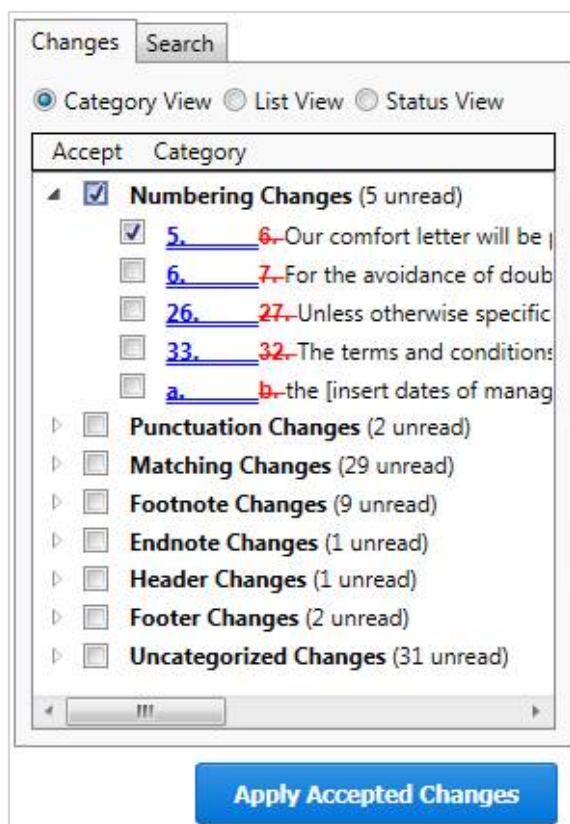 Changes Search
Category View List View Status View
Accept Category
Numbering Changes (5 unread)
5. 6. Our comfort letter will be
6. 7. For the avoidance of doub
26. 27. Unless otherwise specific
33. 32. The terms and conditions
a. b. the [insert dates of manag
Punctuation Changes (2 unread)
Matching Changes (29 unread)
Footnote Changes (9 unread)
Endnote Changes (1 unread)
Header Changes (1 unread)
Footer Changes (2 unread)
Uncategorized Changes (31 unread)
Apply Accepted Changes